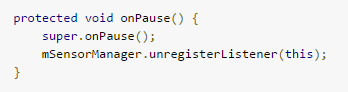 protected void onPause() {
    super.onPause();
    mSensorManager.unregisterListener(this);
}